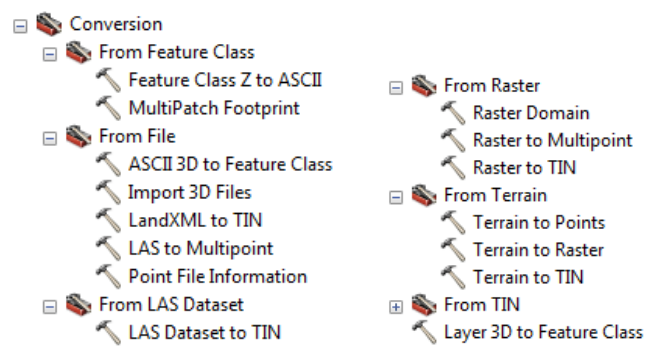 Conversion
From Feature Class
Feature Class Z to ASCII
MultiPatch Footprint
From File
ASCII 3D to Feature Class
Import 3D Files
LandXML to TIN
LAS to Multipoint
Point File Information
From LAS Dataset
LAS Dataset to TIN
From Raster
Raster Domain
Raster to Multipoint
Raster to TIN
From Terrain
Terrain to Points
Terrain to Raster
Terrain to TIN
From TIN
Layer 3D to Feature Class